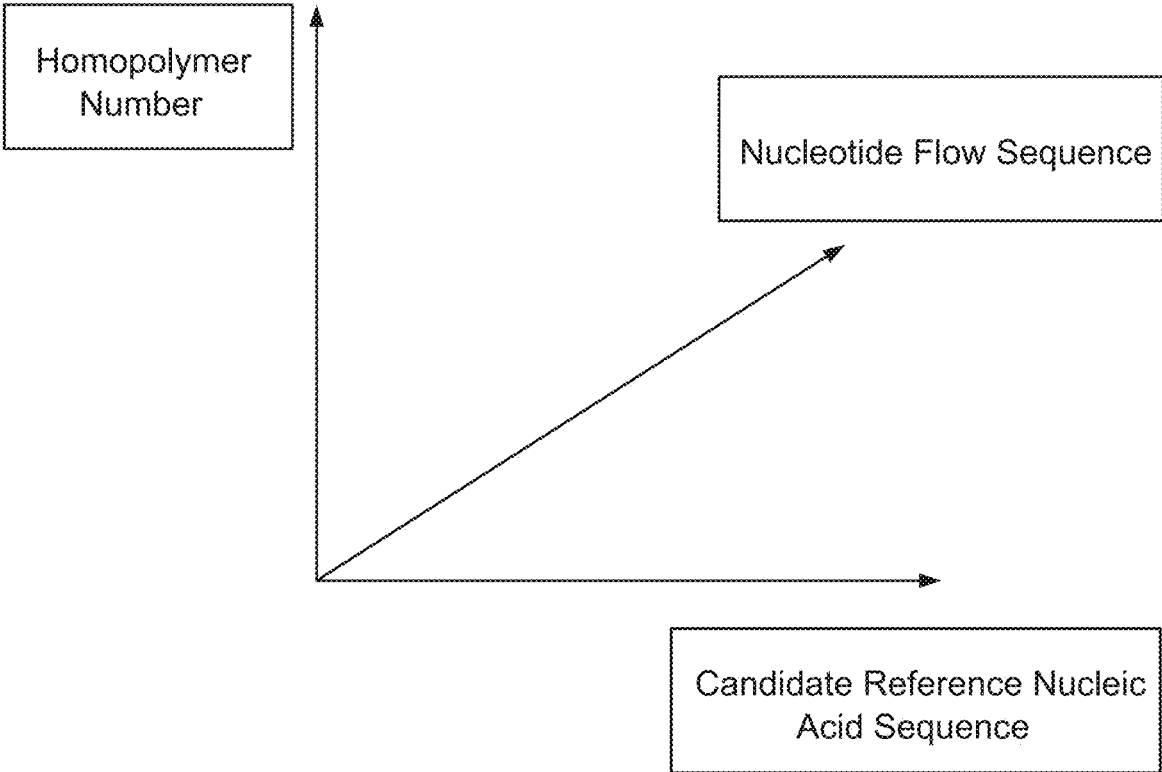 Homopolymer
Number
Nucleotide Flow Sequence
Candidate Reference Nucleic
Acid Sequence